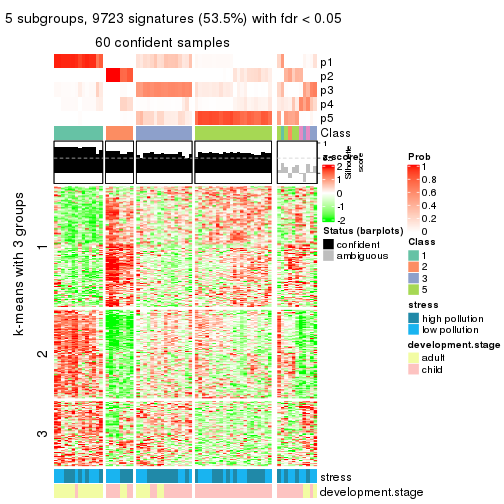 5 subgroups, 9723 signatures (53.5%) with fdr < 0.05
60 confident samples
p1
p2
p3
p4
p5
Class
1
0
Silhouette
score
z-score
2
1
0
-1
-2
Prob
1
0.8
0.6
0.4
0.2
0
Status (barplots)
confident
ambiguous
Class
1
2
3
5
stress
high pollution
low pollution
development.stage
adult
child
k-means with 3 groups
1
2
3
stress
development.stage